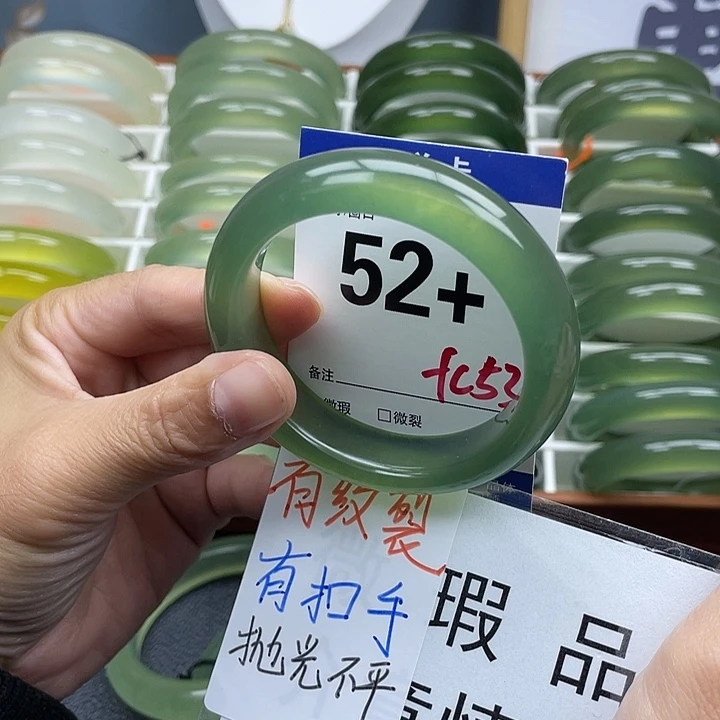 52+
fc53
备注
微瑕 □微裂
有纹裂
有扣手
抛光不平
瑕品